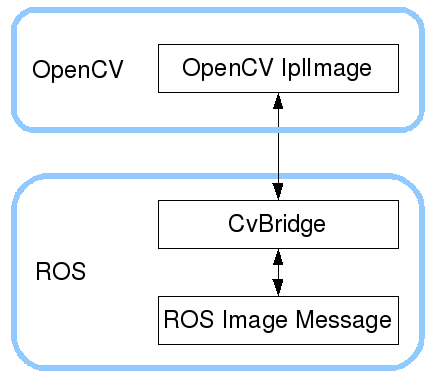 OpenCV
OpenCV IplImage
CvBridge
ROS
ROS Image Message